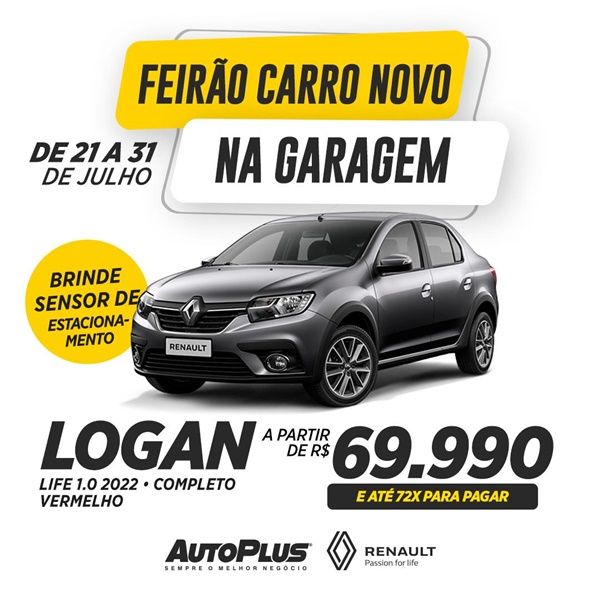 FEIRÃO CARRO NOVO
NA GARAGEM
DE 21 A 31
DE JULHO
BRINDE
SENSOR DE
ESTACIONA-
MENTO
RENAULT
LOGAN
A PARTIR
DE R$
69.990
LIFE 1.0 2022 • COMPLETO
VERMELHO
E ATÉ 72X PARA PAGAR
AUTOPLUS®
SEMPRE O MELHOR NEGÓCIO
RENAULT
Passion for life